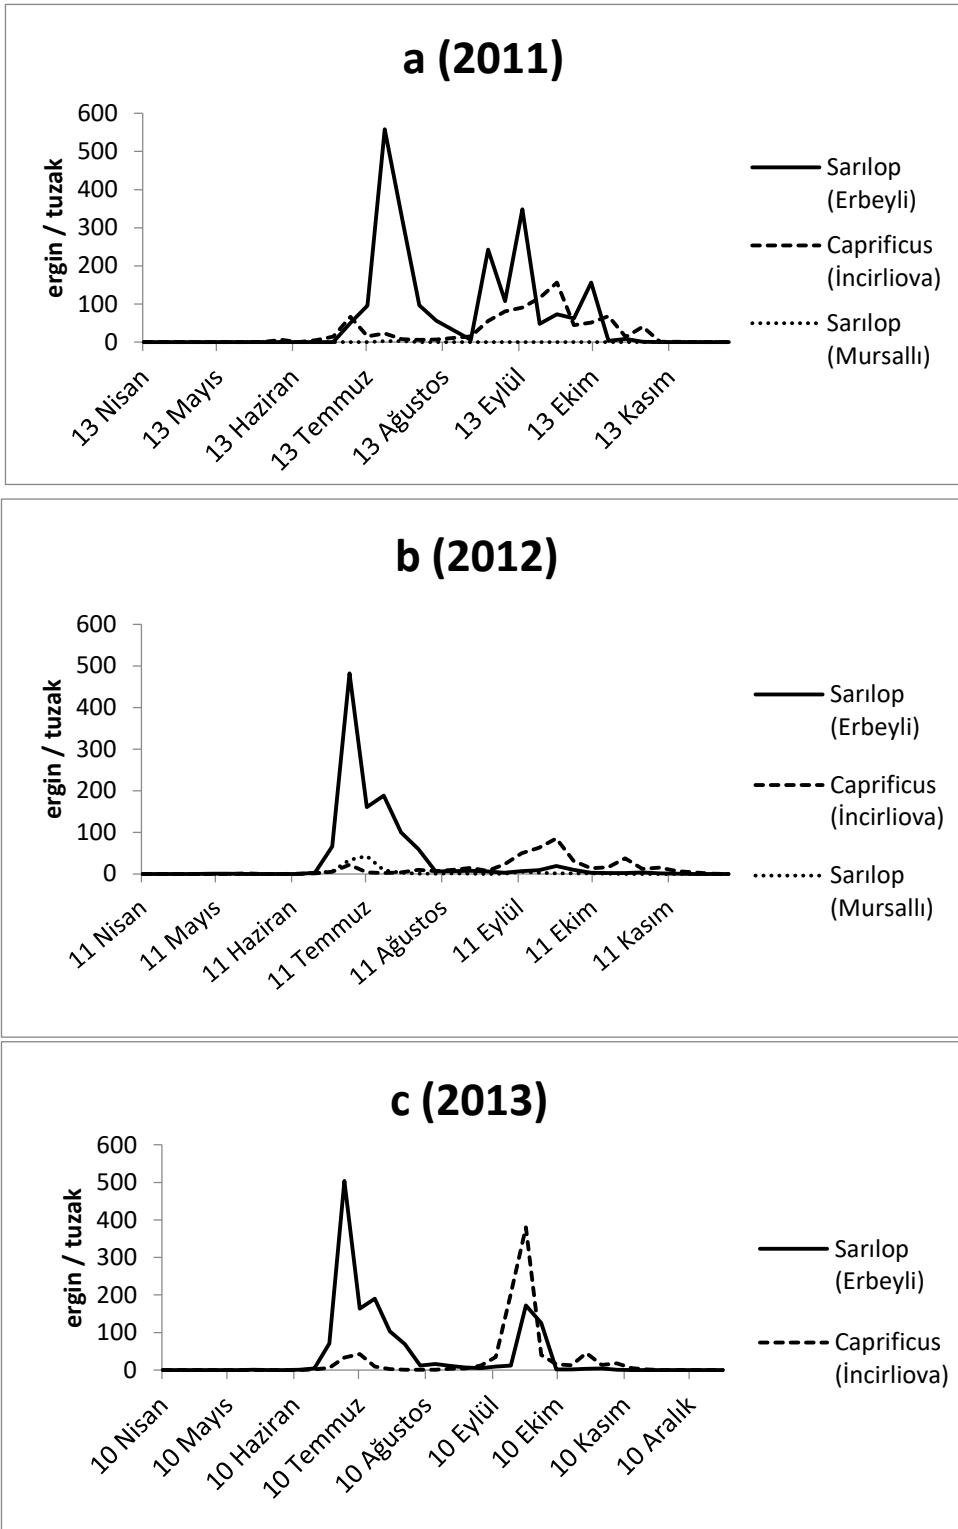 a (2011)
ergin / tuzak
600
500
400
300
200
100
0
13 Nisan
13 Mayıs
13 Haziran
13 Temmuz
13 Ağustos
13 Eylül
13 Ekim
13 Kasım
Sarılop
(Erbeyli)
Caprificus
(İncirliova)
Sarılop
(Mursallı)
b (2012)
ergin / tuzak
600
500
400
300
200
100
0
11 Nisan
11 Mayıs
11 Haziran
11 Temmuz
11 Ağustos
11 Eylül
11 Ekim
11 Kasım
Sarılop
(Erbeyli)
Caprificus
(İncirliova)
Sarılop
(Mursallı)
c (2013)
ergin / tuzak
600
500
400
300
200
100
0
10 Nisan
10 Mayıs
10 Haziran
10 Temmuz
10 Ağustos
10 Eylül
10 Ekim
10 Kasım
10 Aralık
Sarılop
(Erbeyli)
Caprificus
(İncirliova)